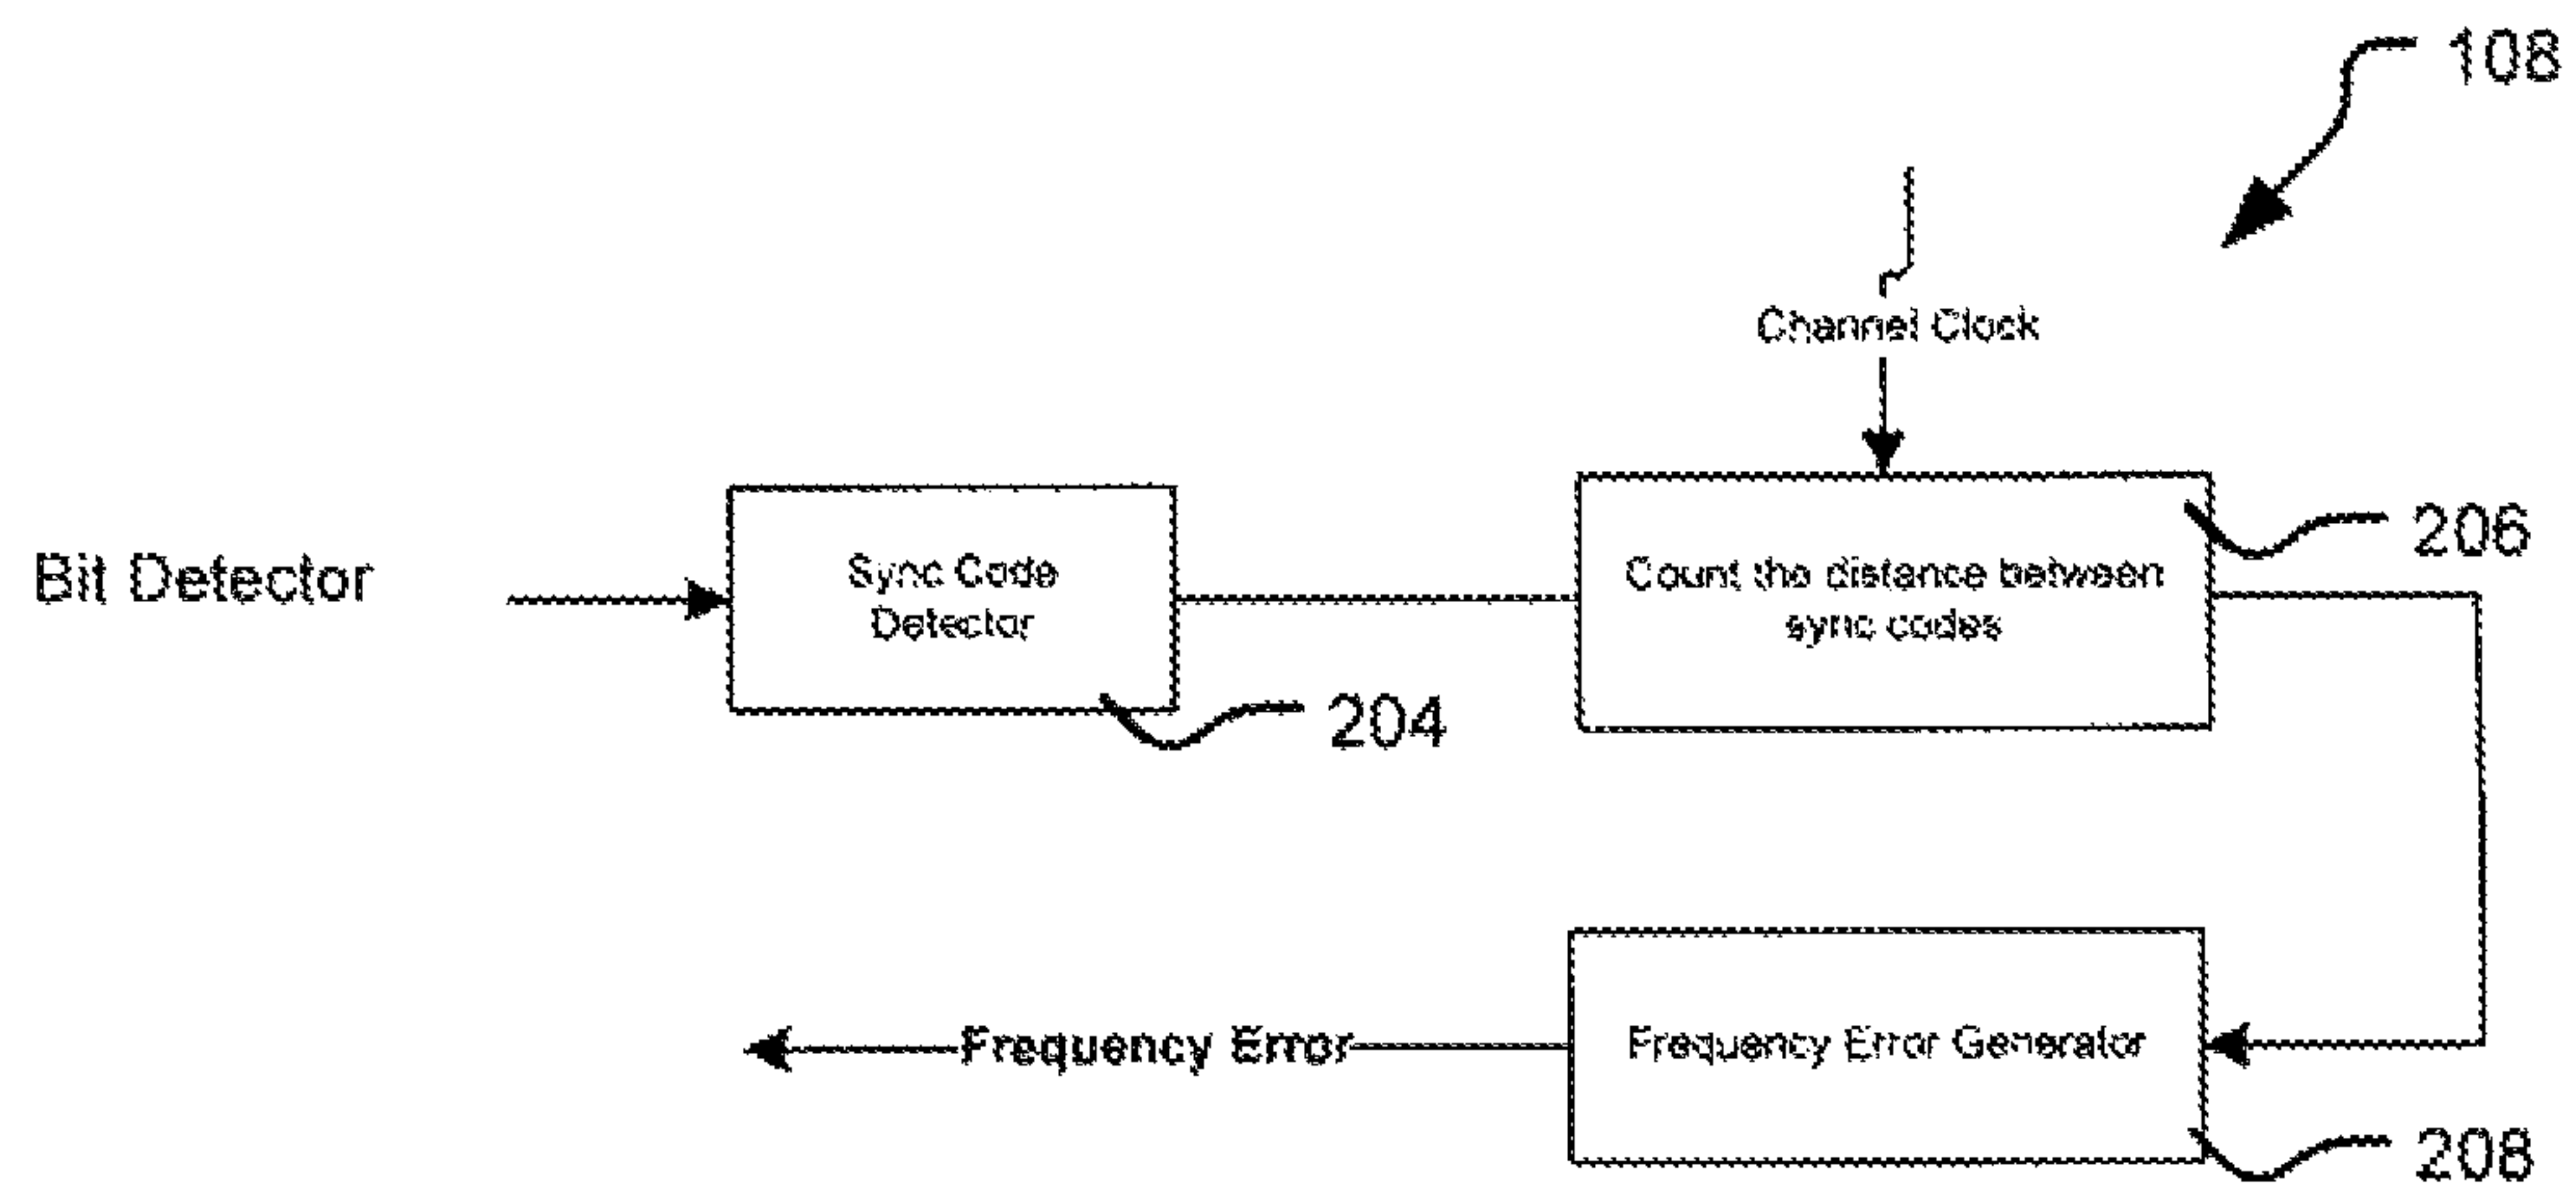 108
Channel Clock
Bit Detector
Sync Code
Detector
204
Count the distance between
sync codes
206
Frequency Error
Frequency Error Generator
208